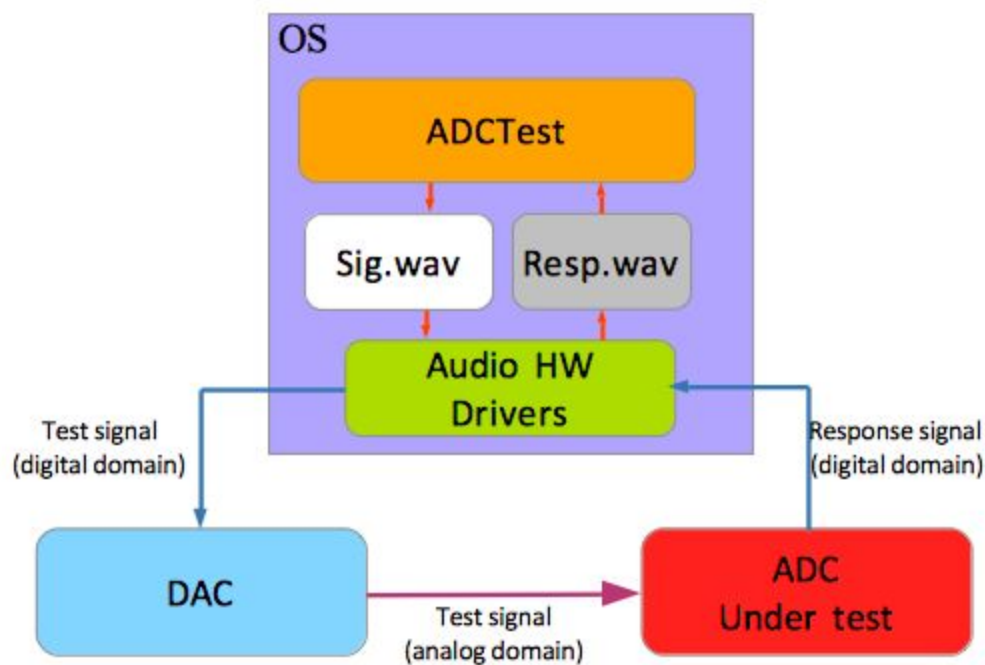 OS
ADCTest
Sig.wav
Resp.wav
Audio HW
Drivers
Test signal
(digital domain)
Response signal
(digital domain)
DAC
Test signal
(analog domain)
ADC
Under test